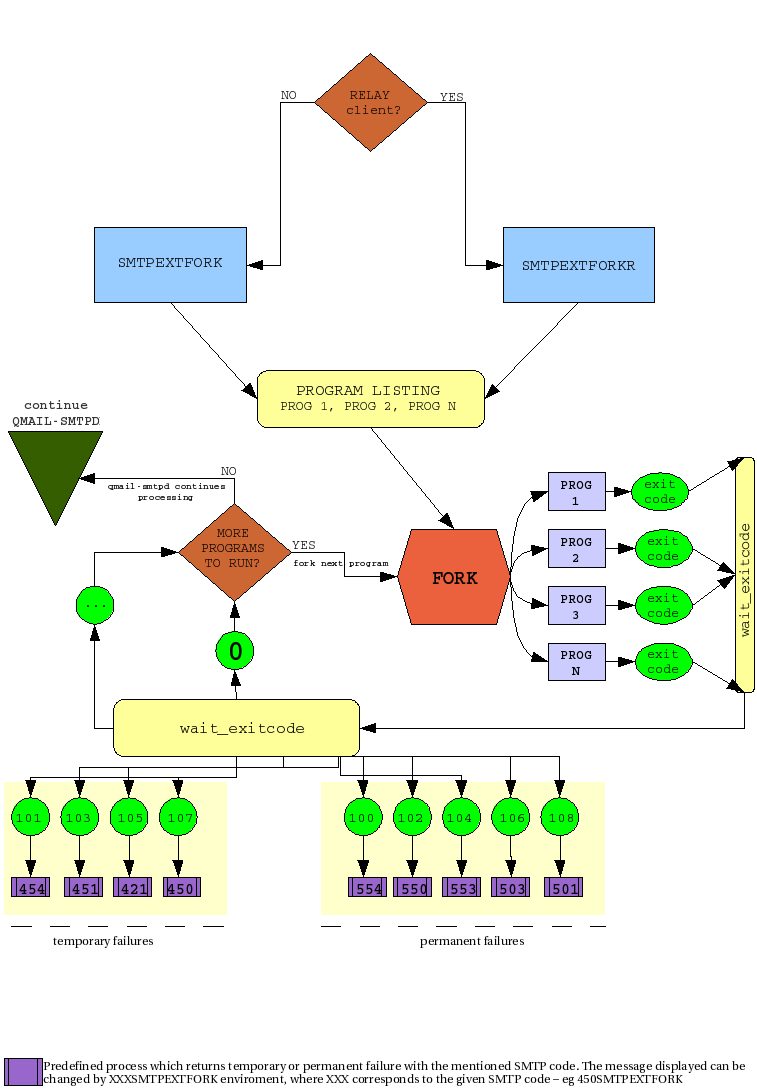 NO
YES
RELAY
client?
SMTPEXTFORK
SMTPEXTFORKR
PROGRAM LISTING
PROG 1, PROG 2, PROG N
continue
QMAIL-SMTPD
NO
qmail-smtpd continues
processing
MORE
PROGRAMS
TO RUN?
YES
fork next program
FORK
PROG
1
exit
code
PROG
2
exit
code
PROG
3
exit
code
PROG
N
exit
code
wait_exitcode
...
0
wait_exitcode
101 103 105 107
100 102 104 106 108
454 451 421 450
554 550 553 503 501
temporary failures
permanent failures
Predefined process which returns temporary or permanent failure with the mentioned SMTP code. The message displayed can be
changed by XXXSMTPEXTFORK enviroment, where XXX corresponds to the given SMTP code – eg 450SMTPEXTFORK